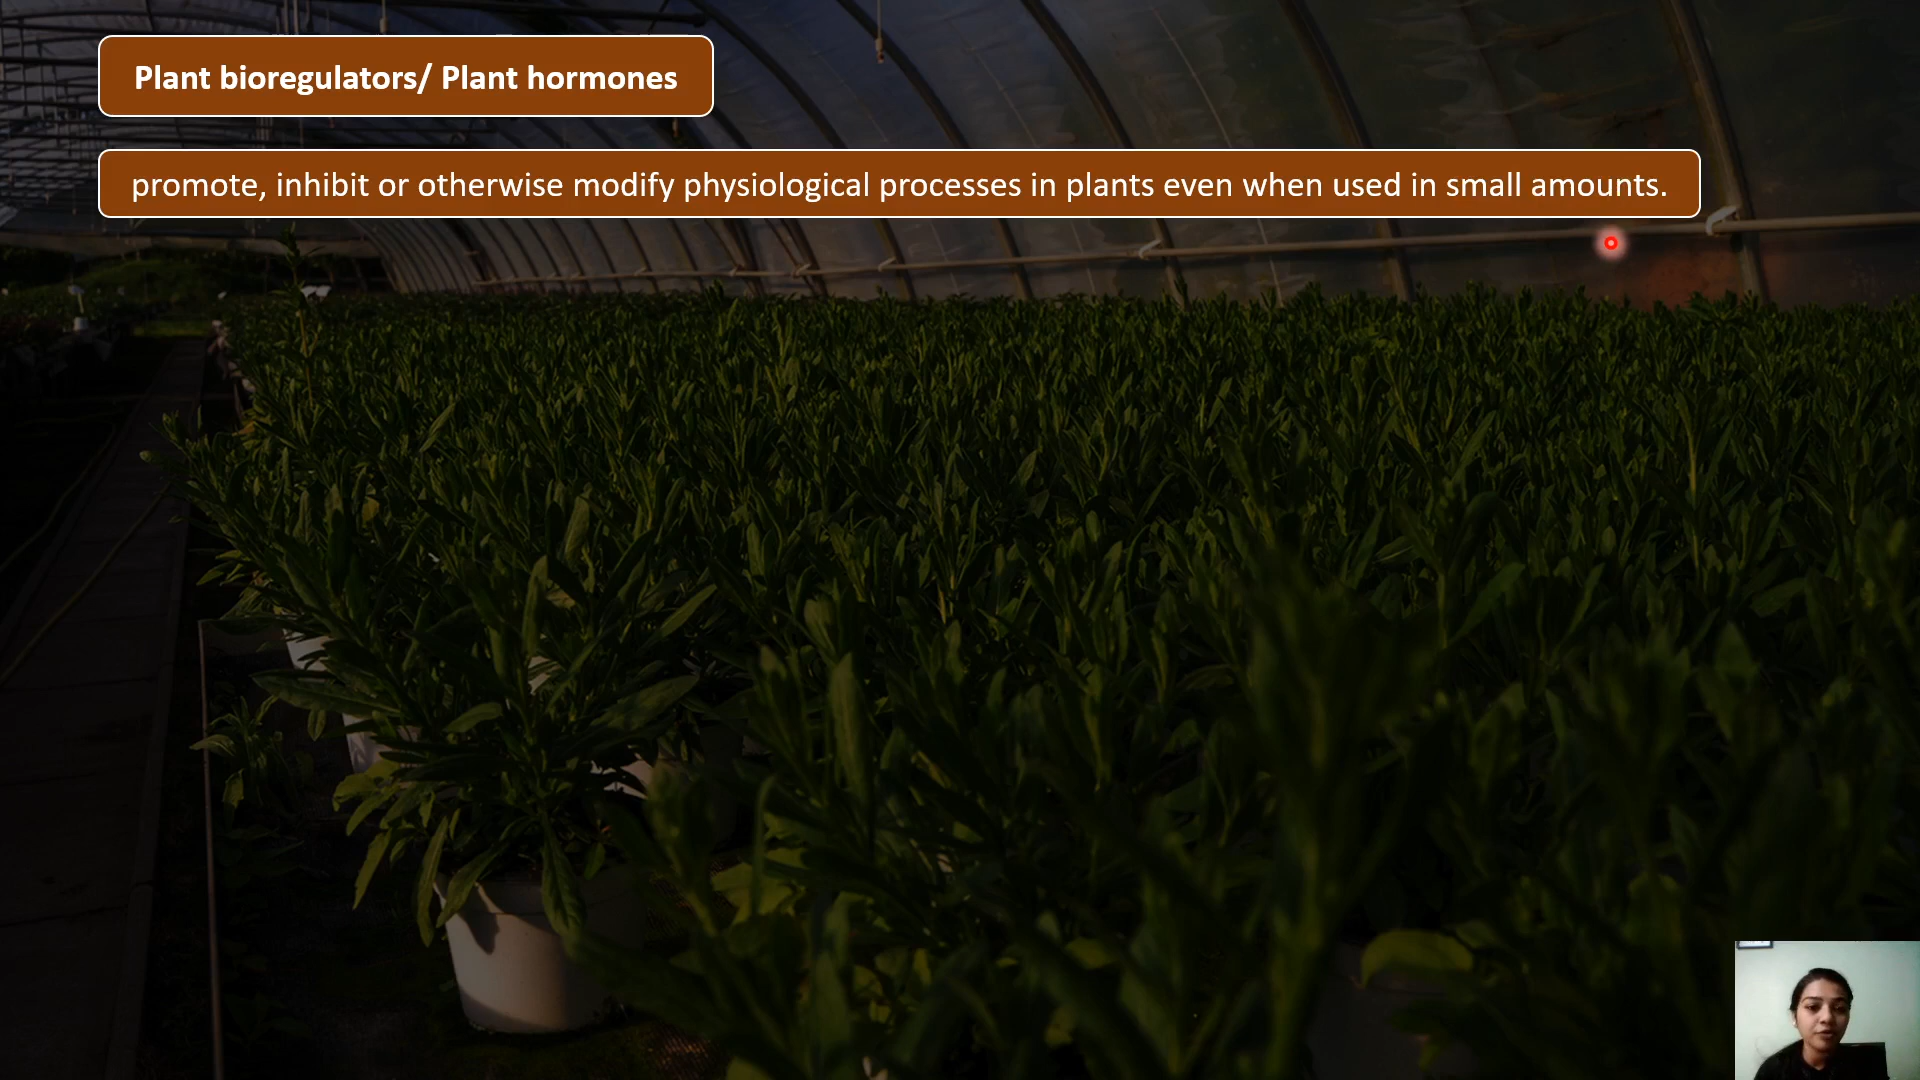 Plant bioregulators/ Plant hormones
promote, inhibit or otherwise modify physiological processes in plants even when used in small amounts.